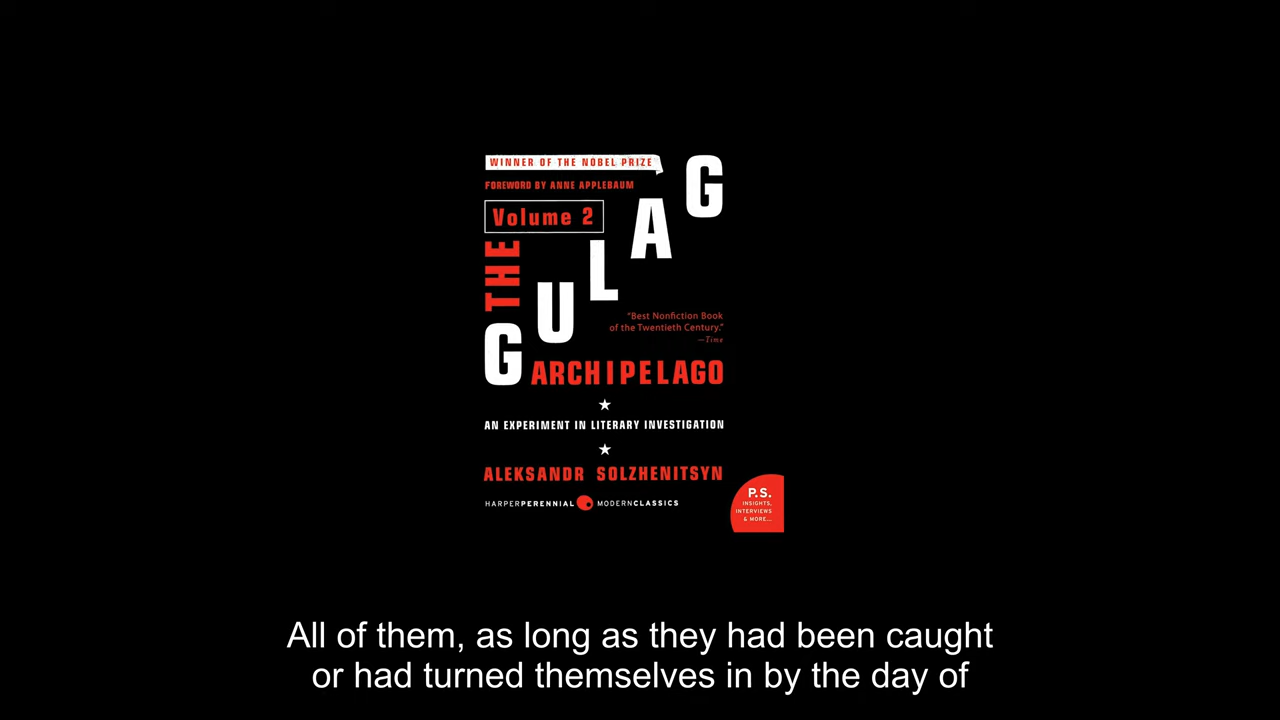 WINNER OF THE NOBEL PRIZE
FOREWORD BY ANNE APPLEBAUM
Volume 2
THE
GULAG
"Best Nonfiction Book
of the Twentieth Century."
—Time
ARCHIPELAGO
AN EXPERIMENT IN LITERARY INVESTIGATION
ALEKSANDR SOLZHENITSYN
HARPERPERENNIAL MODERNCLASSICS
P.S.
INSIGHTS,
INTERVIEWS
& MORE...
All of them, as long as they had been caught
or had turned themselves in by the day of